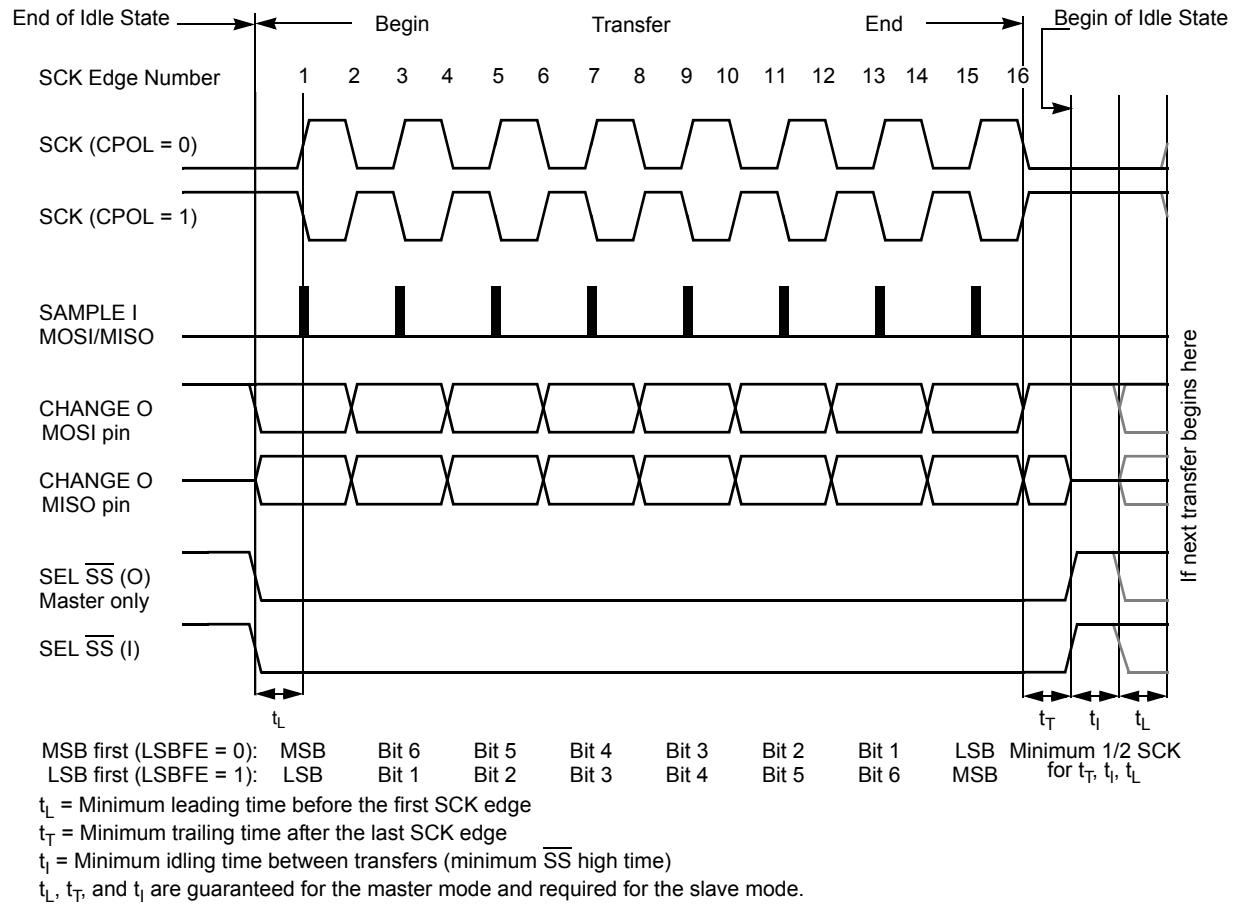 End of Idle State Begin Transfer End Begin of Idle State
SCK Edge Number 1 2 3 4 5 6 7 8 9 10 11 12 13 14 15 16
SCK (CPOL = 0)
SCK (CPOL = 1)
SAMPLE I
MOSI/MISO
CHANGE O
MOSI pin
CHANGE O
MISO pin
SEL S̅S̅ (O)
Master only
SEL S̅S̅ (I)
If next transfer begins here
tL tT tI tL
MSB first (LSBFE = 0): MSB Bit 6 Bit 5 Bit 4 Bit 3 Bit 2 Bit 1 LSB Minimum 1/2 SCK
LSB first (LSBFE = 1): LSB Bit 1 Bit 2 Bit 3 Bit 4 Bit 5 Bit 6 MSB for tT, tI, tL
tL = Minimum leading time before the first SCK edge
tT = Minimum trailing time after the last SCK edge
tI = Minimum idling time between transfers (minimum S̅S̅ high time)
tL, tT, and tI are guaranteed for the master mode and required for the slave mode.